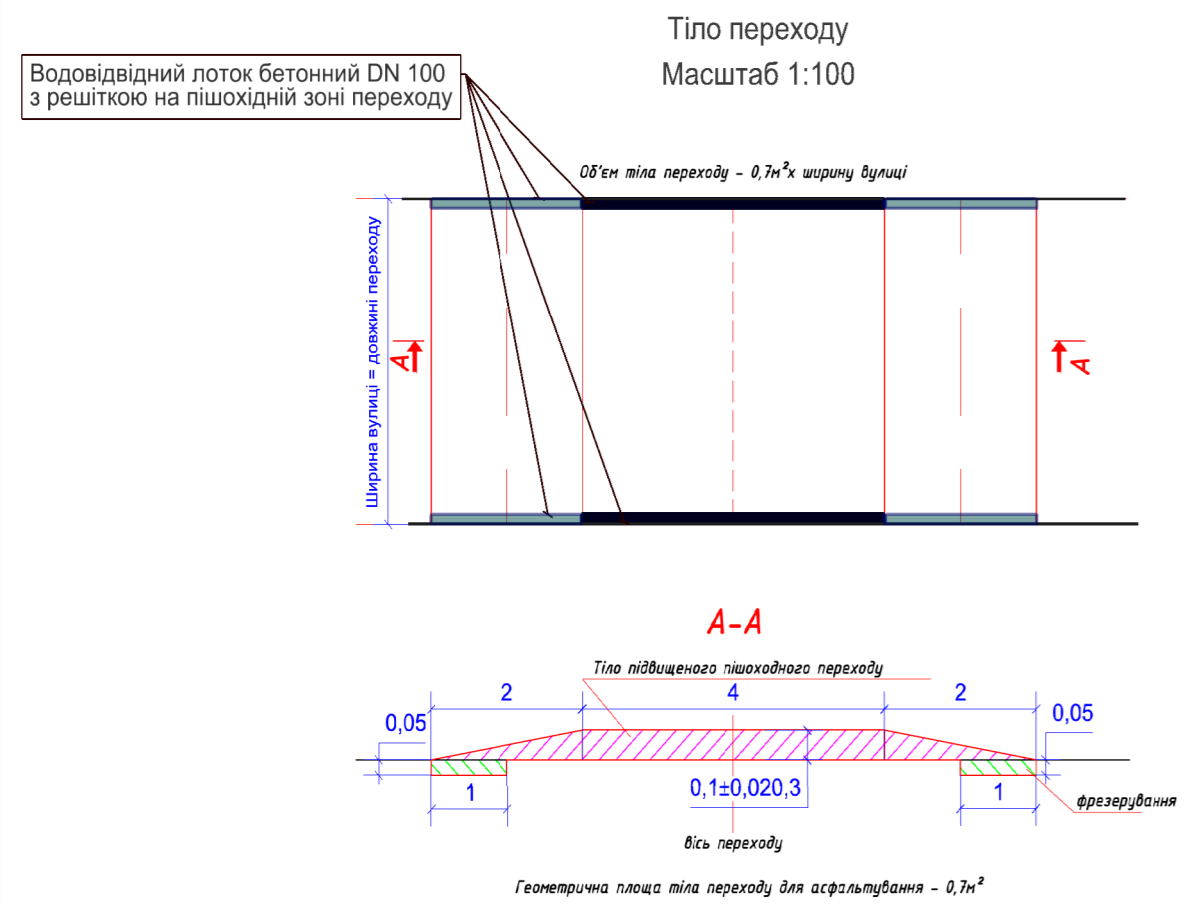 Тіло переходу
Масштаб 1:100
Водовідвідний лоток бетонний DN 100
з решіткою на пішохідній зоні переходу
Об'єм тіла переходу - 0,7м²х ширину вулиці
Ширина вулиці = довжині переходу
А
А
А-А
Тіло підвищеного пішоходного переходу
2
4
2
0,05
0,05
1
0,1±0,020,3
1
фрезерування
вісь переходу
Геометрична площа тіла переходу для асфальтування - 0,7м²